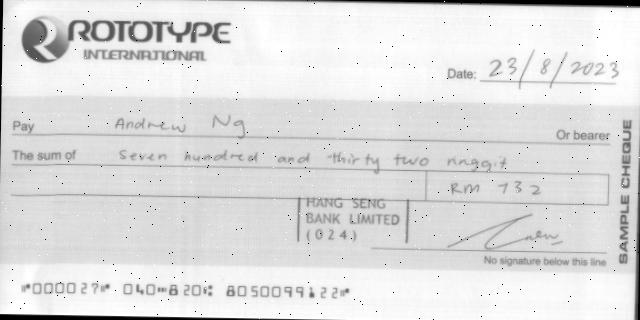 ROTOTYPE
INTERNATIONAL
Date: 23/8/2023
Pay Andrew Ng Or bearer
The sum of seven hundred and thirty two ringgit
RM 732
HANG SENG
BANK LIMITED
(024)
No signature below this line
SAMPLE CHEQUE
⑈000027⑈ 040⑉820⑆ 8050099122⑈